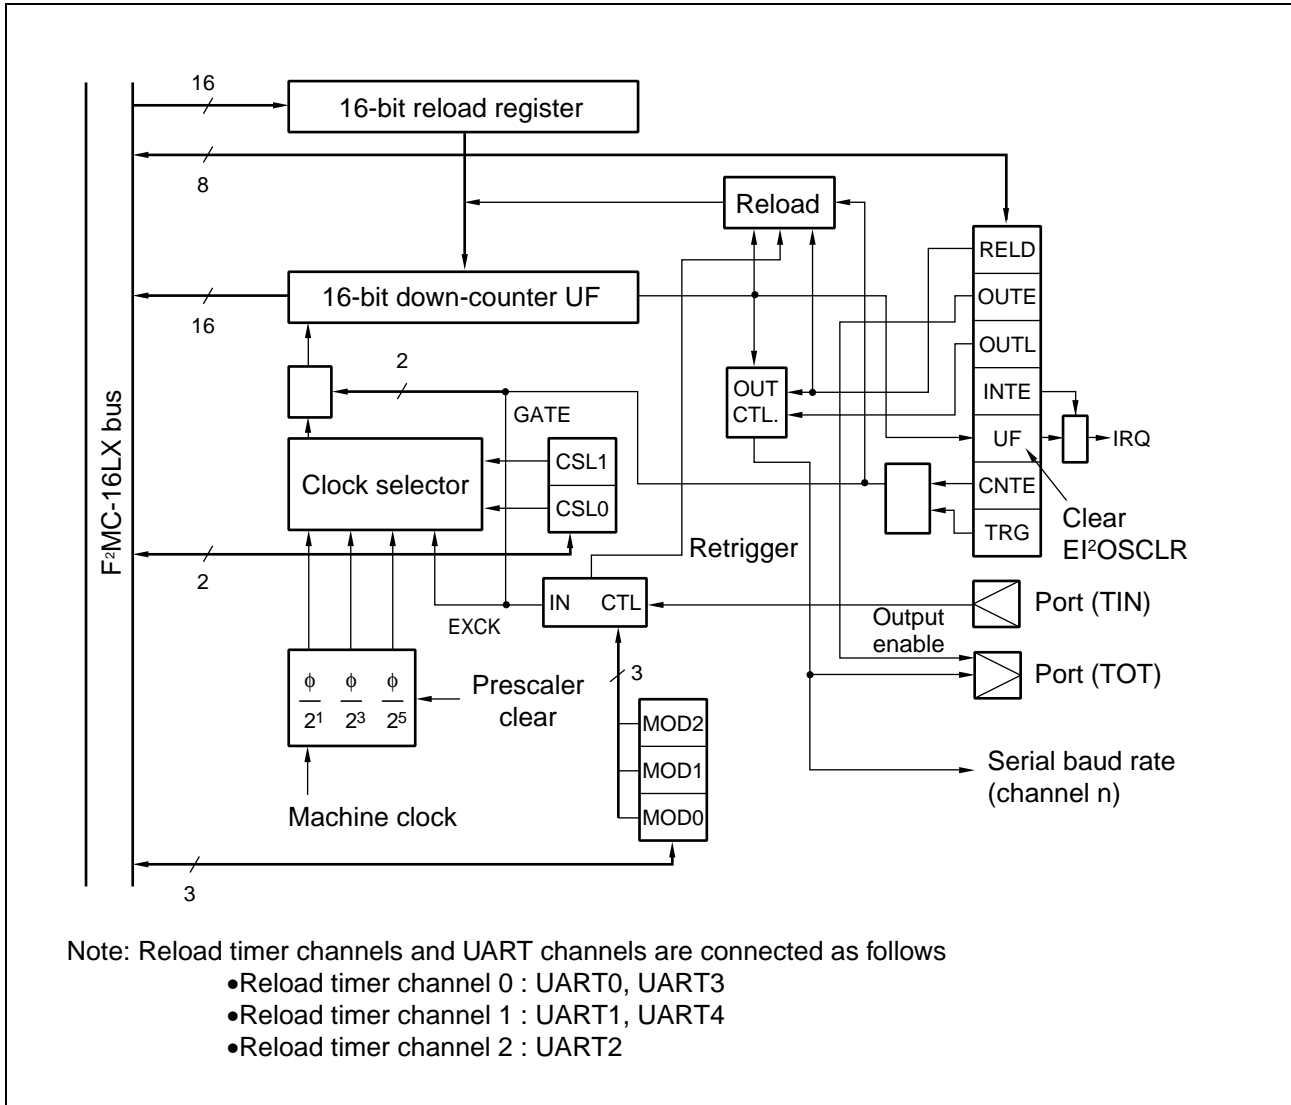 16
16-bit reload register
8
Reload
RELD
16-bit down-counter UF
OUTE
16
OUTL
2
OUT
CTL.
INTE
GATE
UF
IRQ
CSL1
Clock selector
CNTE
CSL0
Clear
EI²OSCLR
TRG
F²MC-16LX bus
2
Retrigger
IN CTL
Port (TIN)
EXCK
Output
enable
3
Port (TOT)
ϕ ϕ ϕ
2¹ 2³ 2⁵
Prescaler
clear
MOD2
MOD1
MOD0
Serial baud rate
(channel n)
Machine clock
3
Note: Reload timer channels and UART channels are connected as follows
•Reload timer channel 0 : UART0, UART3
•Reload timer channel 1 : UART1, UART4
•Reload timer channel 2 : UART2